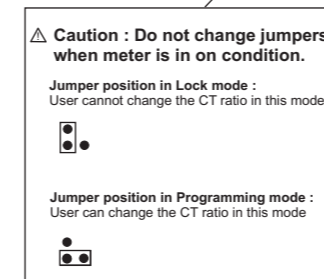 ⚠ Caution : Do not change jumpers
when meter is in on condition.
Jumper position in Lock mode :
User cannot change the CT ratio in this mode
Jumper position in Programming mode :
User can change the CT ratio in this mode